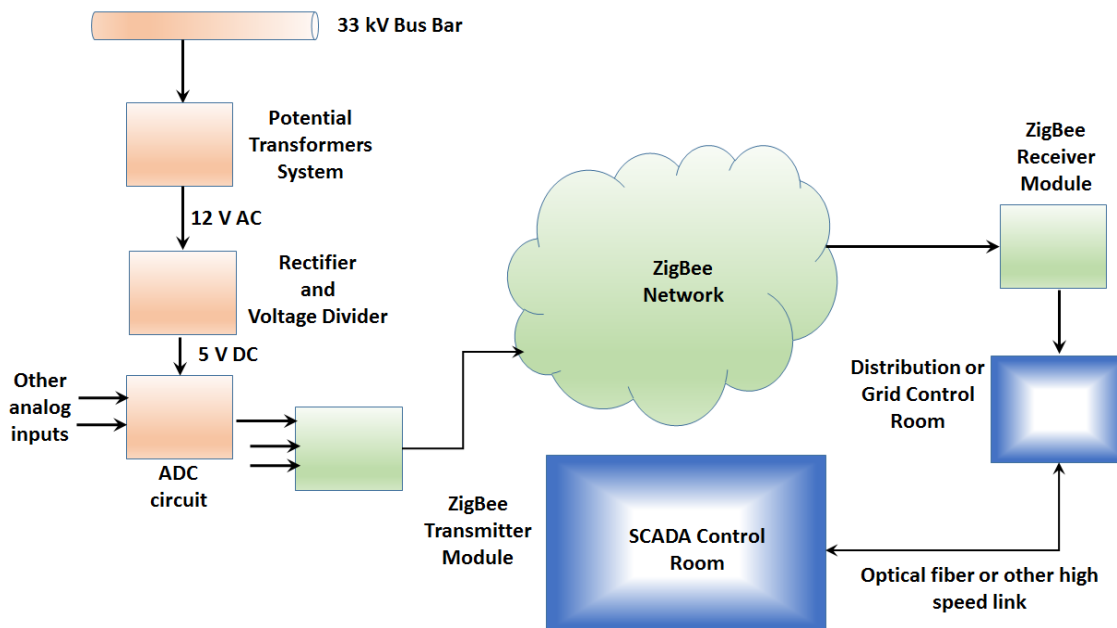 33 kV Bus Bar
Potential
Transformers
System
12 V AC
Rectifier
and
Voltage Divider
5 V DC
Other
analog
inputs
ADC
circuit
ZigBee
Transmitter
Module
ZigBee
Network
ZigBee
Receiver
Module
Distribution or
Grid Control
Room
SCADA Control
Room
Optical fiber or other high
speed link